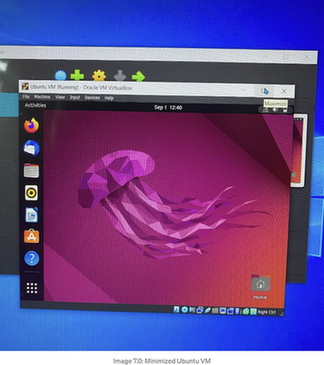 Ubuntu VM [Running] - Oracle VM VirtualBox
File Machine View Input Devices Help
Maximize
Activities Sep 1 12:40
Home
Right Ctrl
Image 7.0: Minimized Ubuntu VM